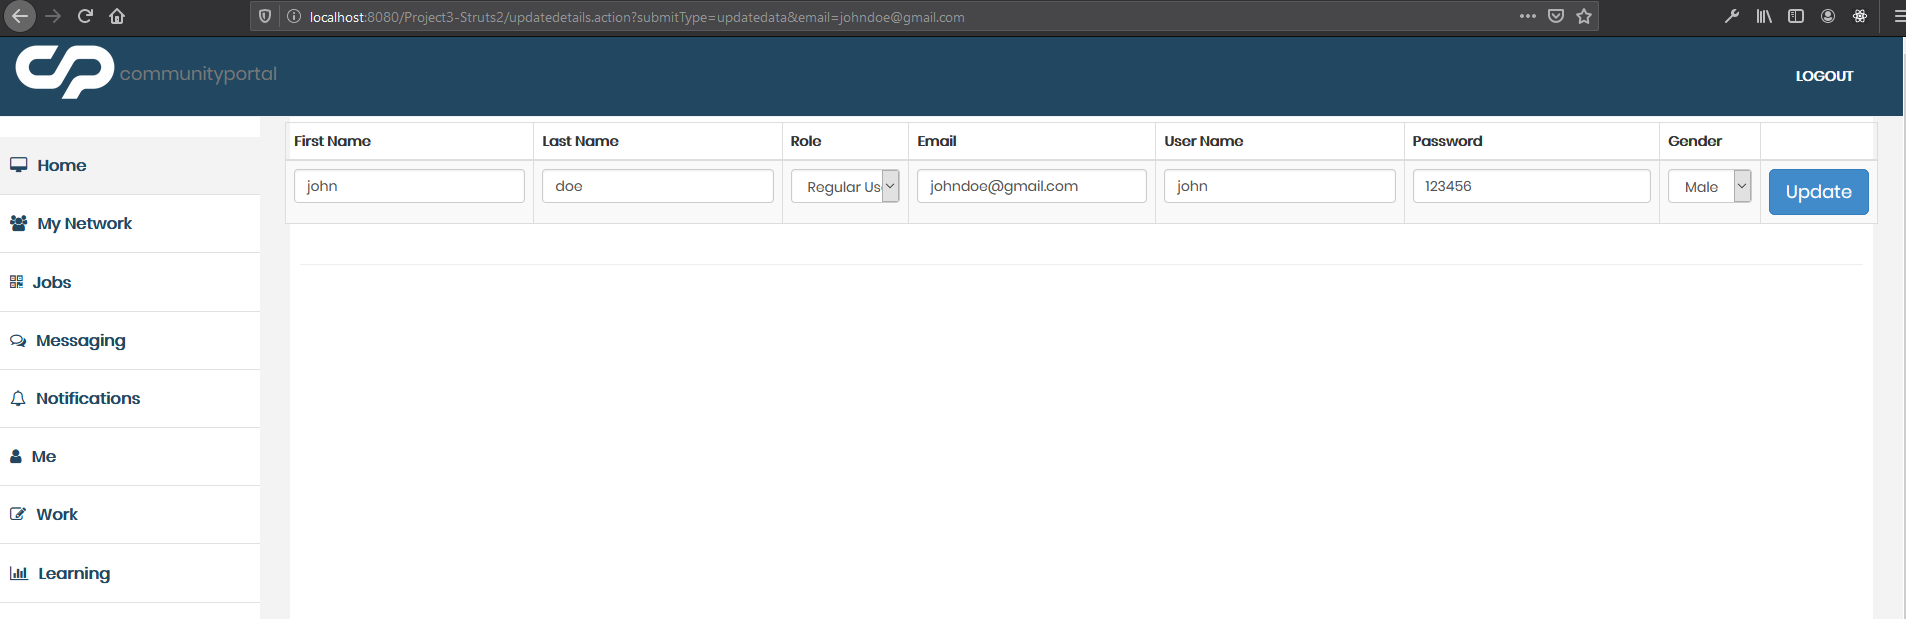 localhost:8080/Project3-Struts2/updatedetails.action?submitType=updatedata&email=johndoe@gmail.com
communityportal
LOGOUT
First Name Last Name Role Email User Name Password Gender
john doe Regular Us johndoe@gmail.com john 123456 Male Update
Home
My Network
Jobs
Messaging
Notifications
Me
Work
Learning